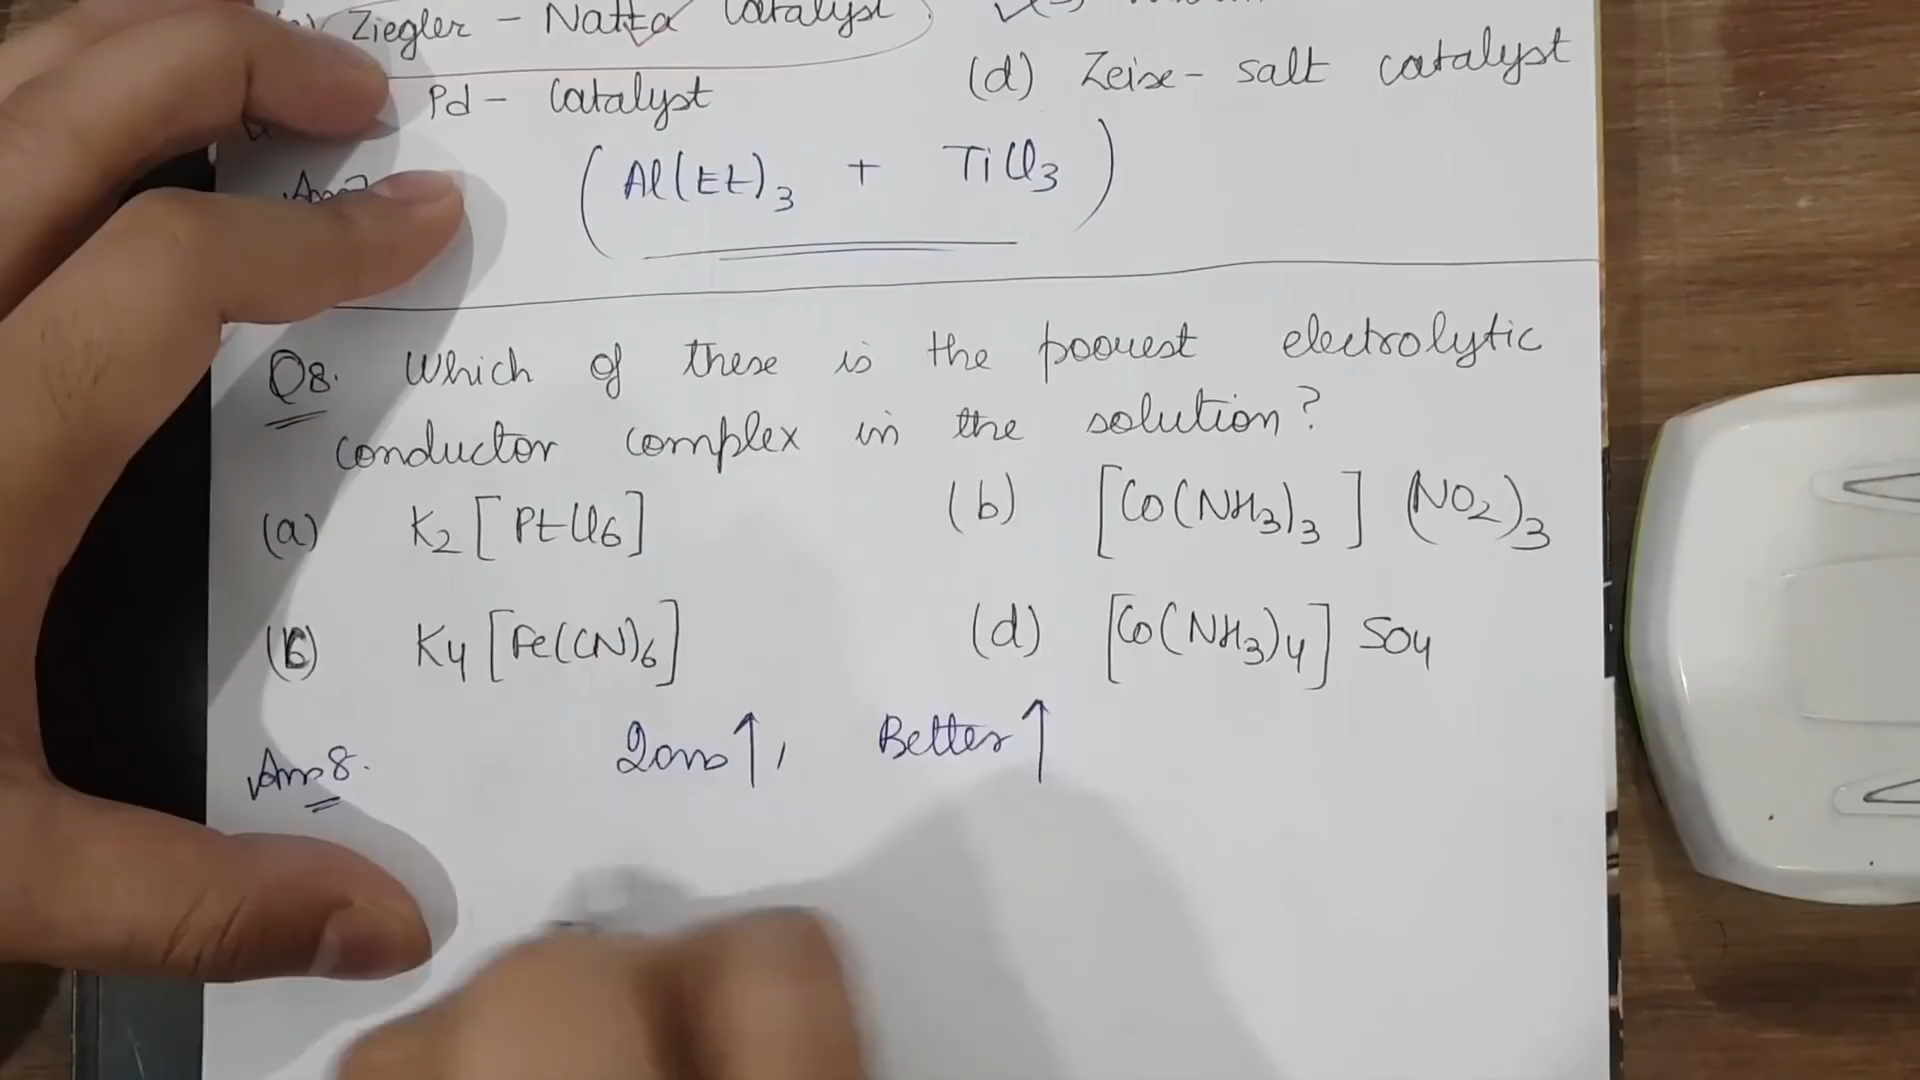 Ziegler - Natta Catalyst
Pd - Catalyst (d) Zeise - salt catalyst
(Al(Et)3 + TiCl3)
Q8. Which of these is the poorest electrolytic
conductor complex in the solution?
(a) K2[PtCl6] (b) [Co(NH3)3](NO2)3
(c) K4[Fe(CN)6] (d) [Co(NH3)4]SO4
Ans 8. Ions↑, Better↑